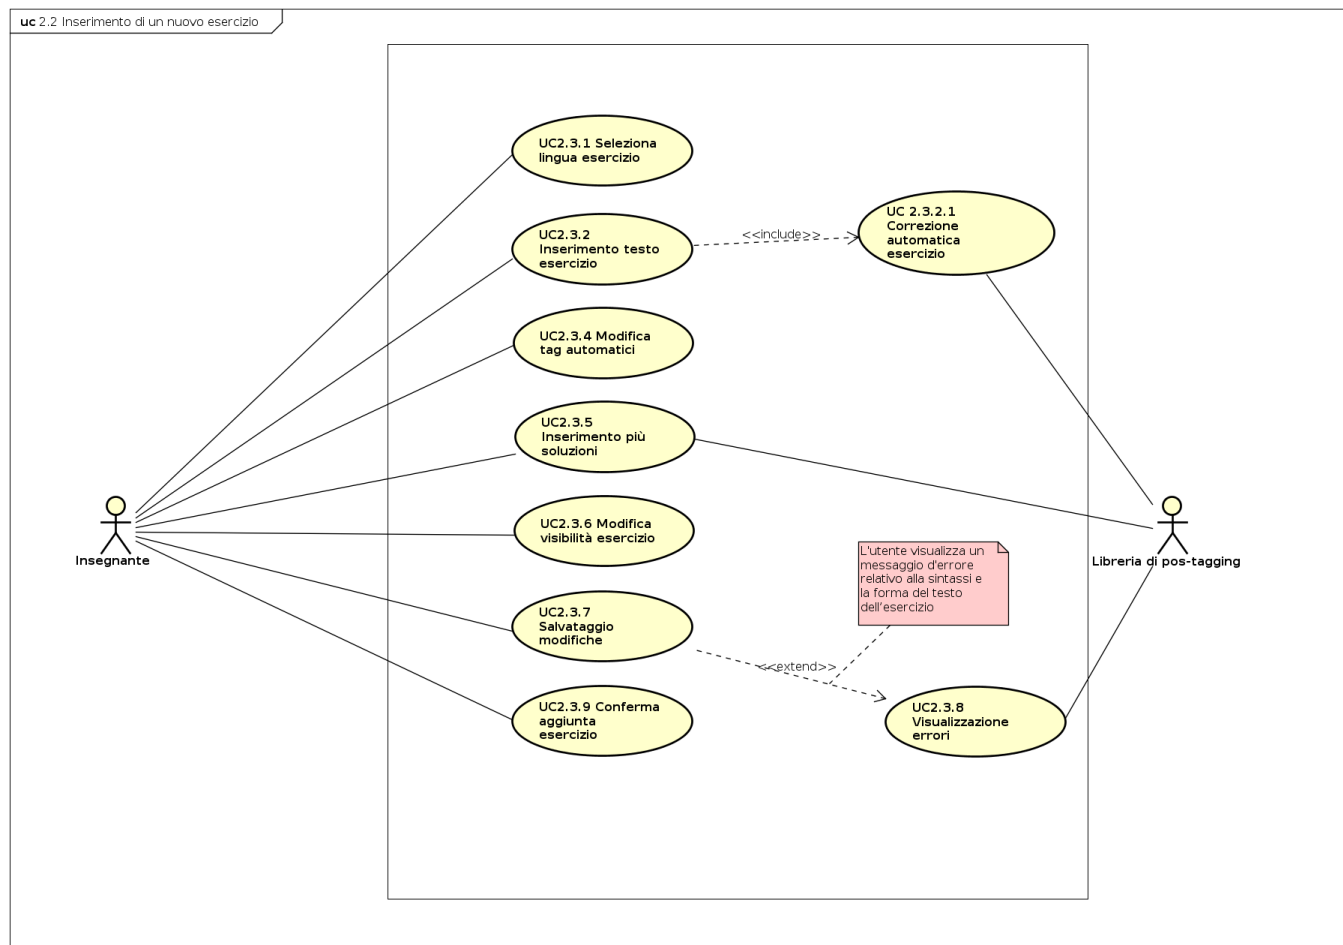 uc 2.2 Inserimento di un nuovo esercizio
UC2.3.1 Seleziona
lingua esercizio
UC2.3.2
Inserimento testo
esercizio
<<include>>
UC 2.3.2.1
Correzione
automatica
esercizio
UC2.3.4 Modifica
tag automatici
UC2.3.5
Inserimento più
soluzioni
UC2.3.6 Modifica
visibilità esercizio
Insegnante
Libreria di pos-tagging
L'utente visualizza un
messaggio d'errore
relativo alla sintassi e
la forma del testo
dell'esercizio
UC2.3.7
Salvataggio
modifiche
<<extend>>
UC2.3.8
Visualizzazione
errori
UC2.3.9 Conferma
aggiunta
esercizio